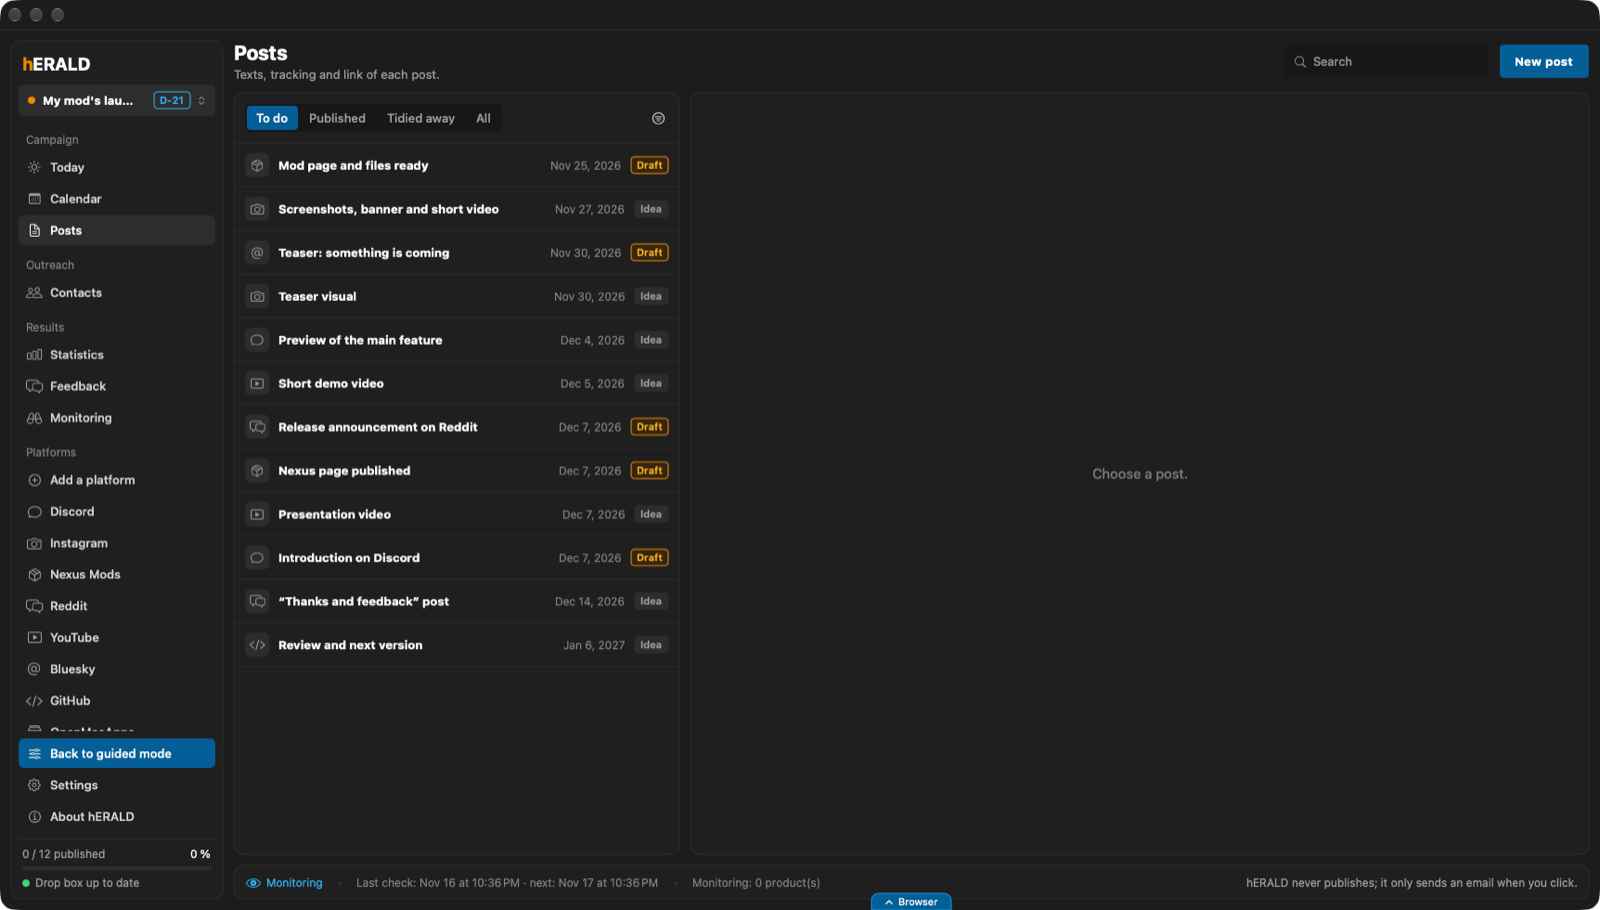 hERALD
My mod's lau...
D-21
Campaign
Today
Calendar
Posts
Outreach
Contacts
Results
Statistics
Feedback
Monitoring
Platforms
Add a platform
Discord
Instagram
Nexus Mods
Reddit
YouTube
Bluesky
GitHub
Back to guided mode
Settings
About hERALD
0 / 12 published 0 %
Drop box up to date
Posts
Texts, tracking and link of each post.
Search
New post
To do Published Tidied away All
Mod page and files ready Nov 25, 2026 Draft
Screenshots, banner and short video Nov 27, 2026 Idea
Teaser: something is coming Nov 30, 2026 Draft
Teaser visual Nov 30, 2026 Idea
Preview of the main feature Dec 4, 2026 Idea
Short demo video Dec 5, 2026 Idea
Release announcement on Reddit Dec 7, 2026 Draft
Nexus page published Dec 7, 2026 Draft
Presentation video Dec 7, 2026 Idea
Introduction on Discord Dec 7, 2026 Draft
“Thanks and feedback” post Dec 14, 2026 Idea
Review and next version Jan 6, 2027 Idea
Choose a post.
Monitoring · Last check: Nov 16 at 10:36 PM · next: Nov 17 at 10:36 PM · Monitoring: 0 product(s)
hERALD never publishes; it only sends an email when you click.
Browser